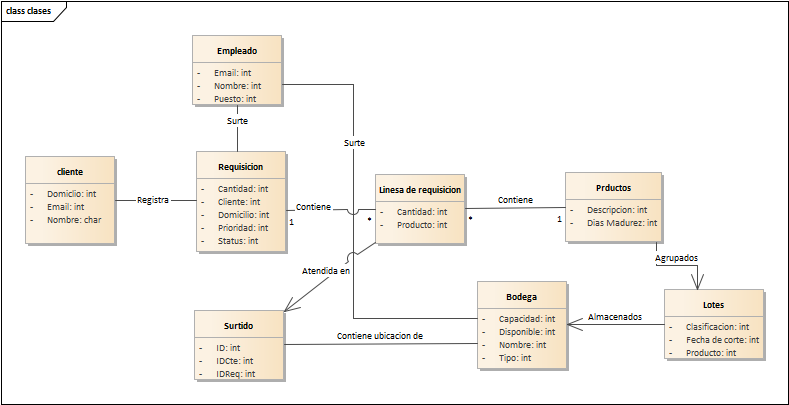 class clases
Empleado
- Email: int
- Nombre: int
- Puesto: int
Surte
Surte
cliente
- Domiclio: int
- Email: int
- Nombre: char
Registra
Requisicion
- Cantidad: int
- Cliente: int
- Domicilio: int
- Prioridad: int
- Status: int
Contiene
1
*
Linesa de requisicion
- Cantidad: int
- Producto: int
Contiene
*
1
Prductos
- Descripcion: int
- Dias Madurez: int
Agrupados
Atendida en
Surtido
- ID: int
- IDCte: int
- IDReq: int
Contiene ubicacion de
Bodega
- Capacidad: int
- Disponible: int
- Nombre: int
- Tipo: int
Almacenados
Lotes
- Clasificacion: int
- Fecha de corte: int
- Producto: int